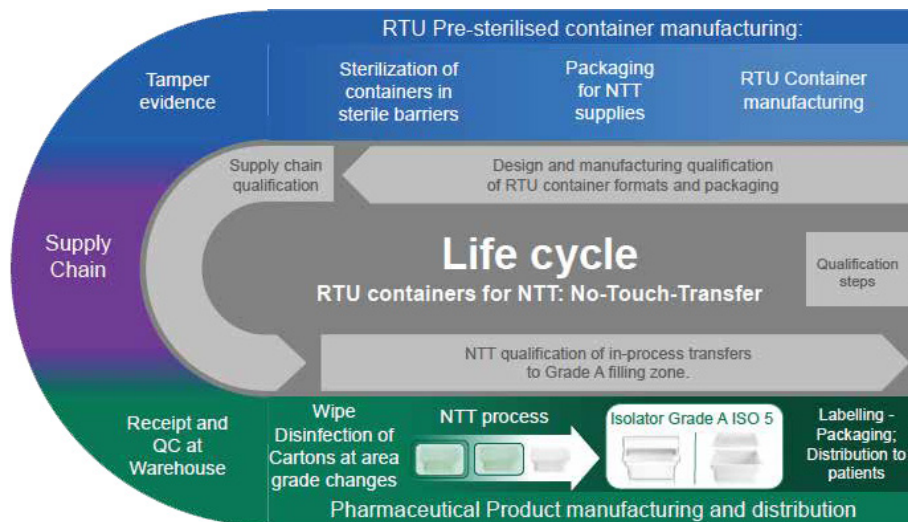 RTU Pre-sterilised container manufacturing:
Tamper
evidence
Sterilization of
containers in
sterile barriers
Packaging
for NTT
supplies
RTU Container
manufacturing
Supply chain
qualification
Design and manufacturing qualification
of RTU container formats and packaging
Supply
Chain
Life cycle
RTU containers for NTT: No-Touch-Transfer
Qualification
steps
NTT qualification of in-process transfers
to Grade A filling zone.
Receipt and
QC at
Warehouse
Wipe
Disinfection of
Cartons at area
grade changes
NTT process
Isolator Grade A ISO 5
Labelling -
Packaging;
Distribution to
patients
Pharmaceutical Product manufacturing and distribution